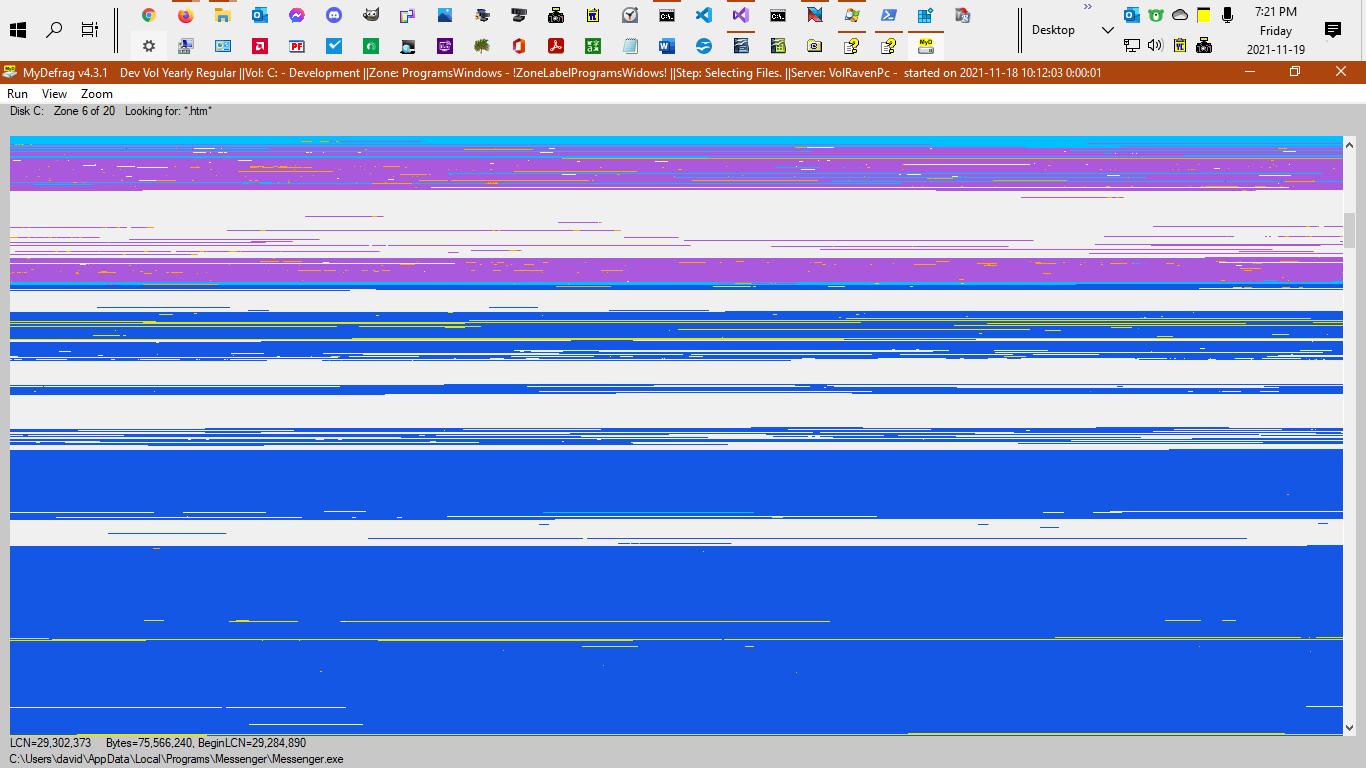 7:21 PM
Desktop
Friday
2021-11-19
MyDefrag v4.3.1 Dev Vol Yearly Regular ||Vol: C: - Development ||Zone: ProgramsWindows - !ZoneLabelProgramsWidows! ||Step: Selecting Files. ||Server: VolRavenPc - started on 2021-11-18 10:12:03 0:00:01
Run View Zoom
Disk C: Zone 6 of 20 Looking for: *.htm*
LCN=29,302,373 Bytes=75,566,240, BeginLCN=29,284,890
C:\Users\david\AppData\Local\Programs\Messenger\Messenger.exe